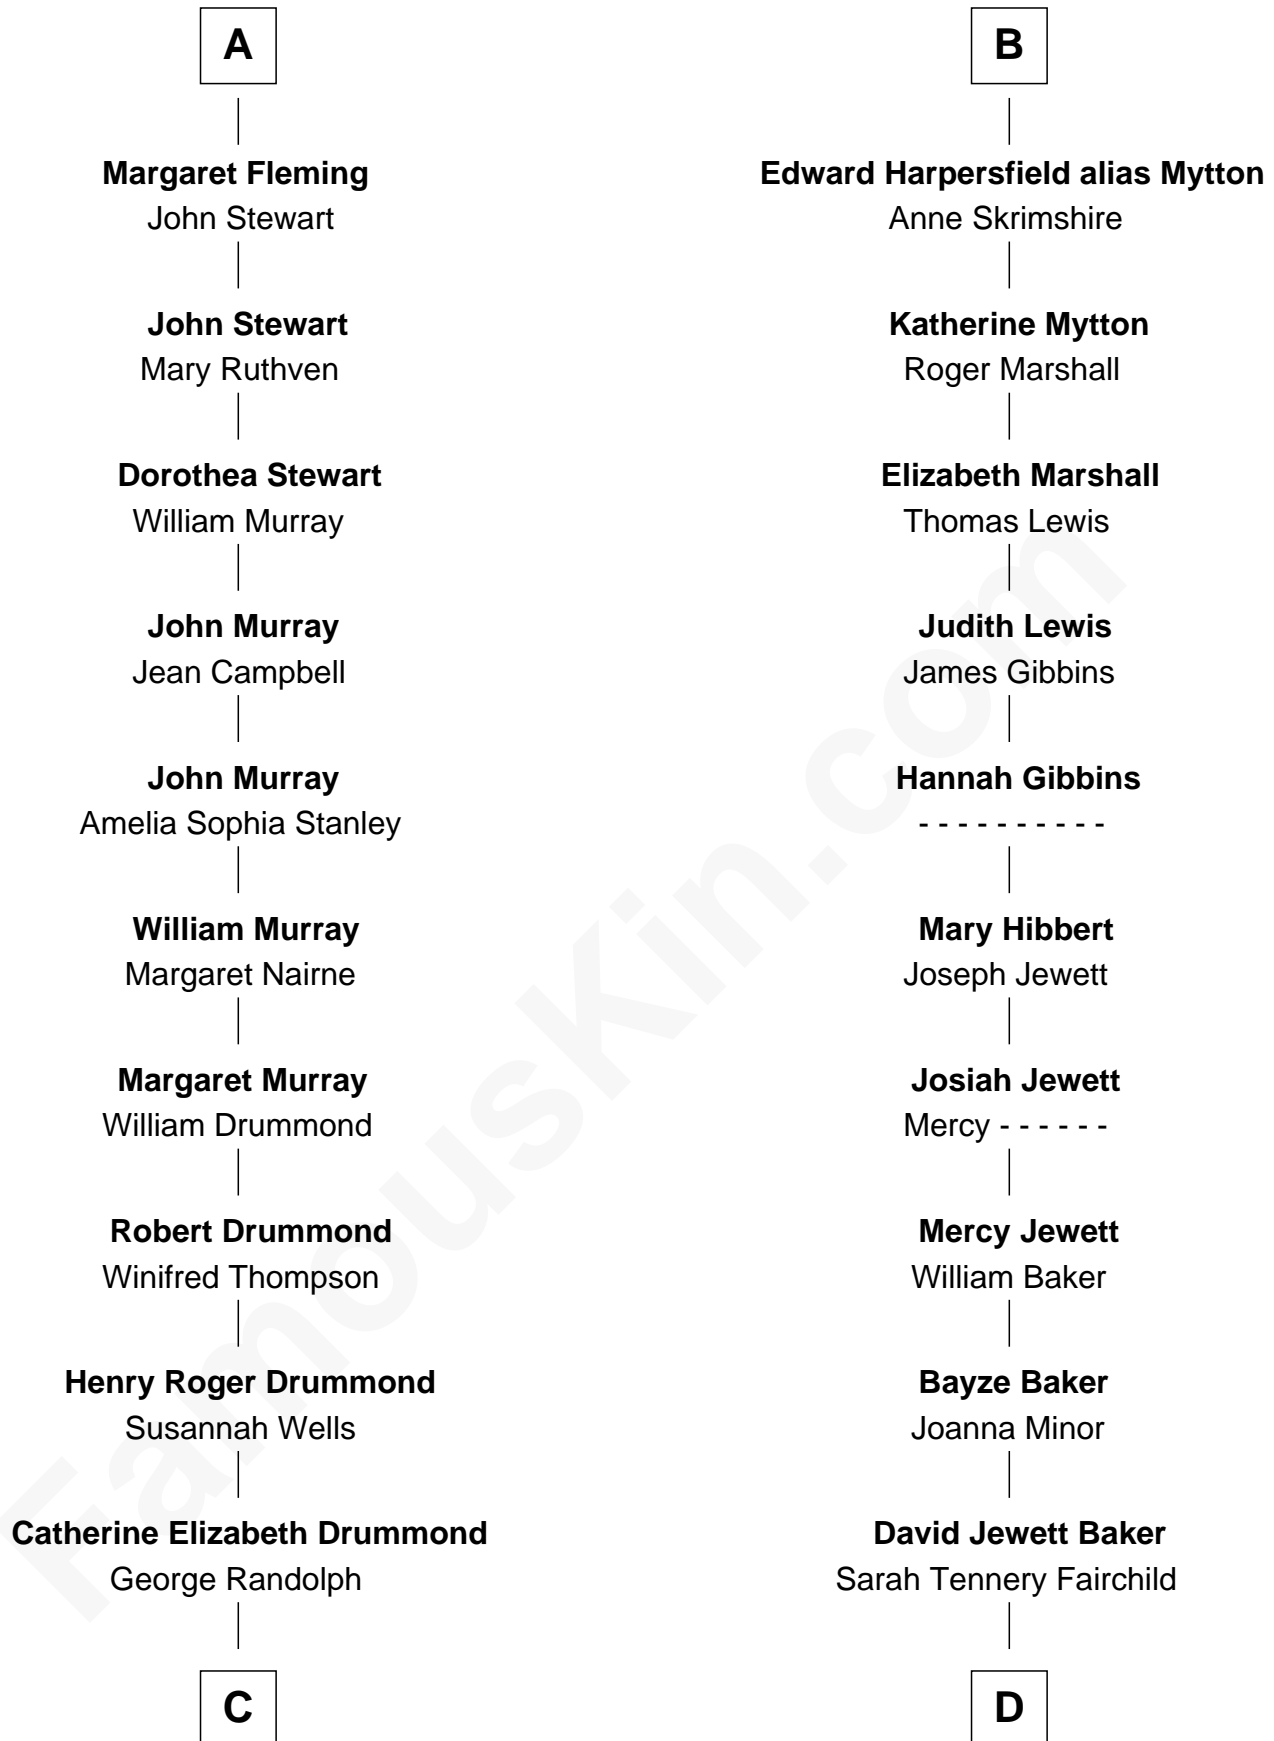 A
Margaret Fleming
John Stewart
John Stewart
Mary Ruthven
Dorothea Stewart
William Murray
John Murray
Jean Campbell
John Murray
Amelia Sophia Stanley
William Murray
Margaret Nairne
Margaret Murray
William Drummond
Robert Drummond
Winifred Thompson
Henry Roger Drummond
Susannah Wells
Catherine Elizabeth Drummond
George Randolph
C
B
Edward Harpersfield alias Mytton
Anne Skrimshire
Katherine Mytton
Roger Marshall
Elizabeth Marshall
Thomas Lewis
Judith Lewis
James Gibbins
Hannah Gibbins
- - - - - - - - - -
Mary Hibbert
Joseph Jewett
Josiah Jewett
Mercy - - - - - -
Mercy Jewett
William Baker
Bayze Baker
Joanna Minor
David Jewett Baker
Sarah Tennery Fairchild
D
FamousKin.com